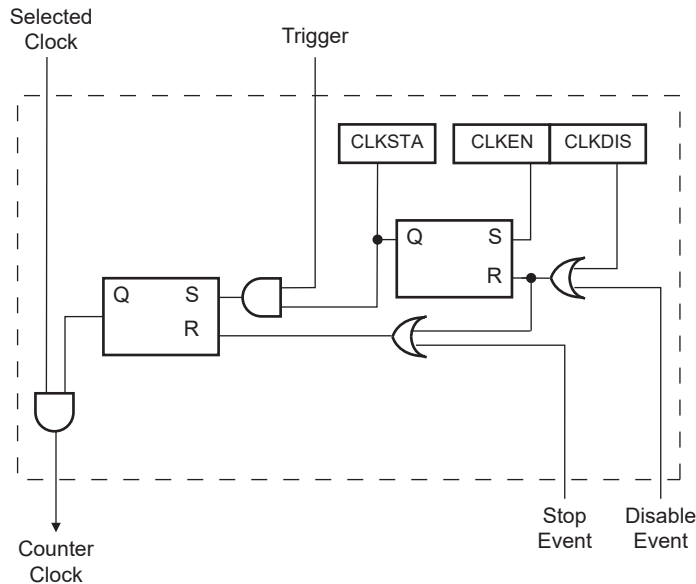 Selected
Clock
Trigger
CLKSTA
CLKEN
CLKDIS
Q
S
R
Q
S
R
Stop
Event
Disable
Event
Counter
Clock